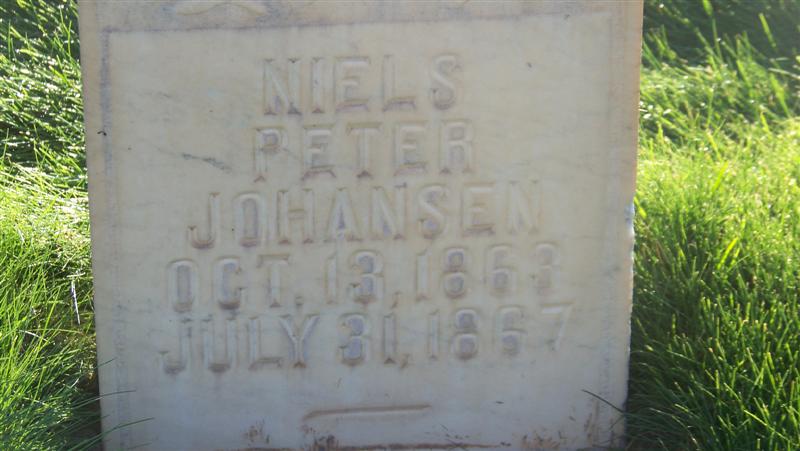 NIELS
PETER
JOHANSEN
OCT. 13, 1863
JULY 31, 1867